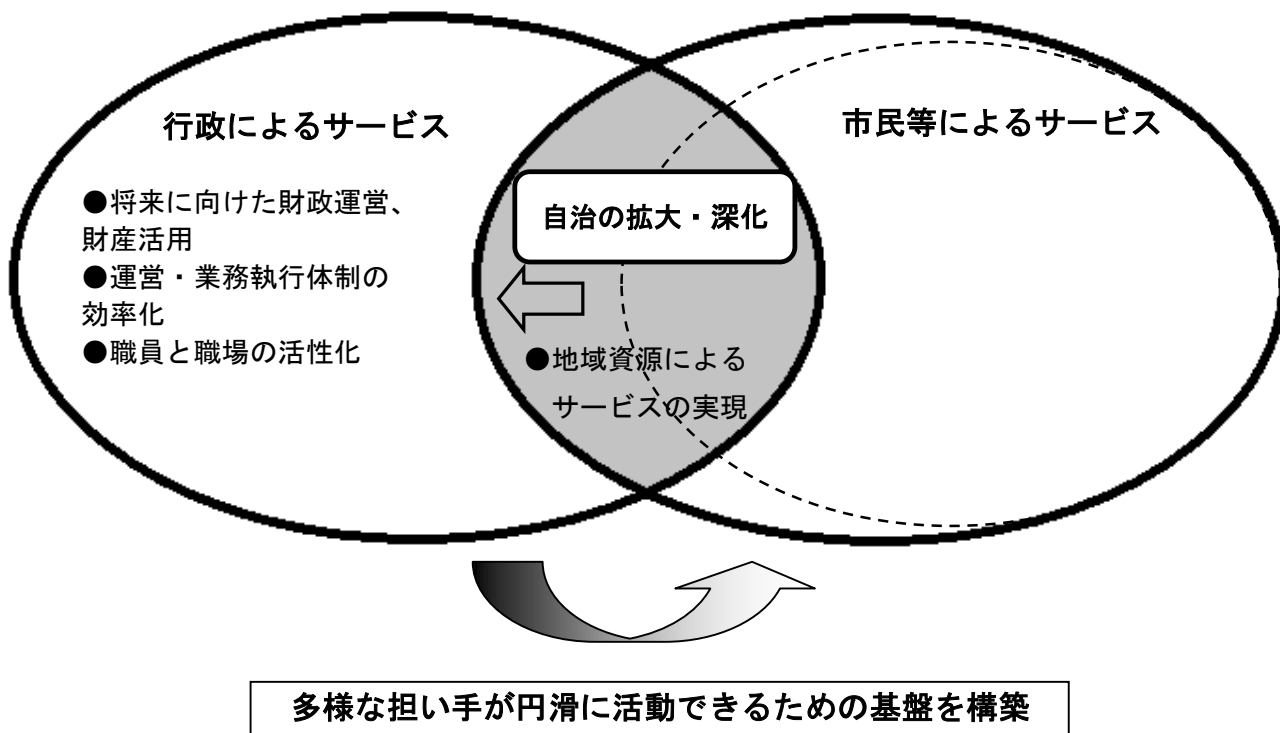 行政によるサービス
●将来に向けた財政運営、
財産活用
●運営・業務執行体制の
効率化
●職員と職場の活性化
自治の拡大・深化
●地域資源による
サービスの実現
市民等によるサービス
多様な担い手が円滑に活動できるための基盤を構築